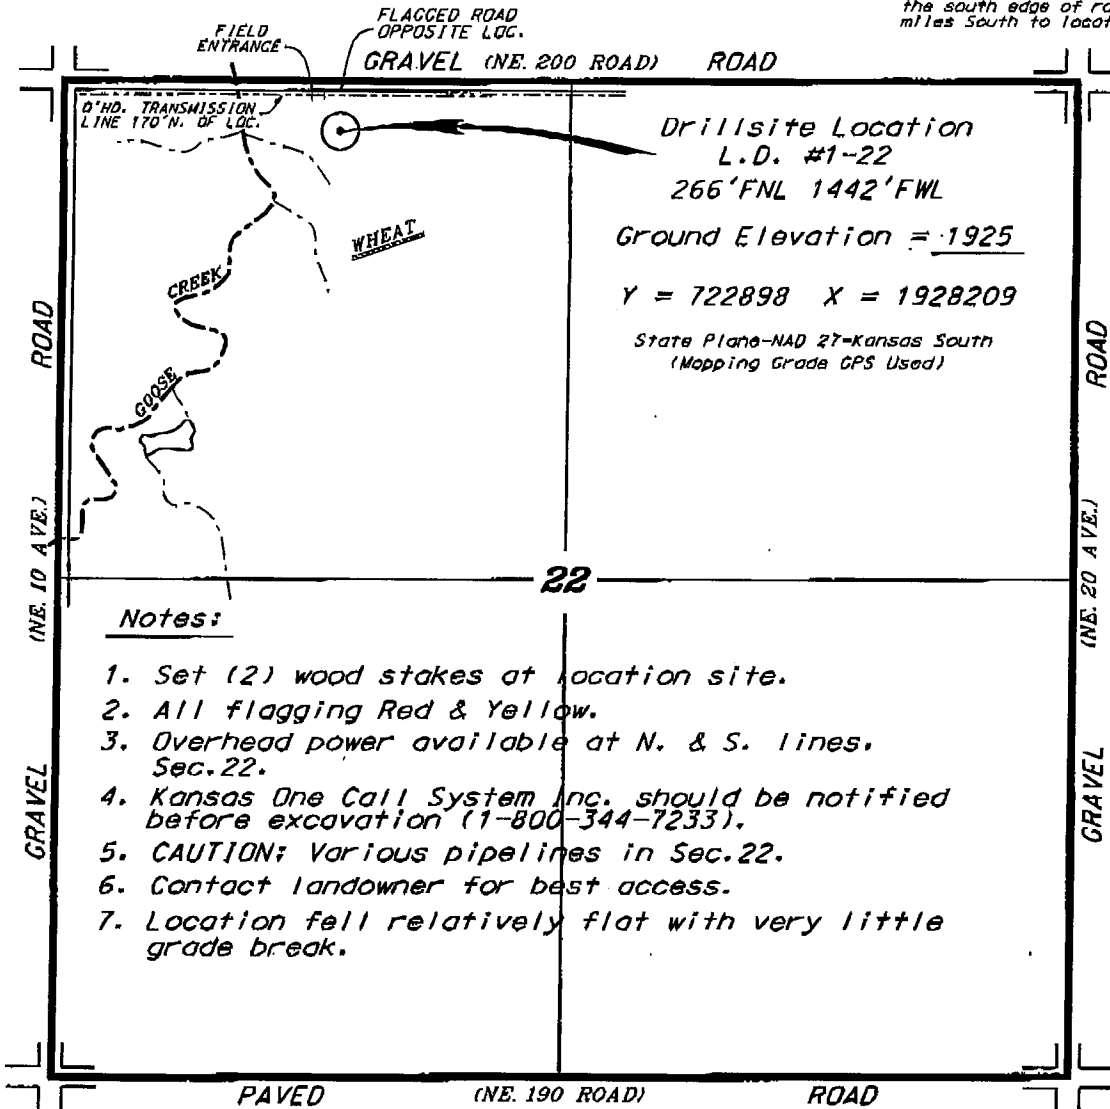 the south edge of
miles South to
FLAGGED ROAD
OPPOSITE LOC.
FIELD
ENTRANCE
GRAVEL (NE. 200 ROAD) ROAD
O'HD. TRANSMISSION
LINE 170'N. OF LOC.
Drillsite Location
L.D. #1-22
266'FNL 1442'FWL
Ground Elevation = 1925
Y = 722898 X = 1928209
State Plane-NAD 27-Kansas South
(Mapping Grade GPS Used)
WHEAT
CREEK
GOOSE
ROAD
(NE. 10 AVE.)
GRAVEL
ROAD
(NE. 20 AVE.)
GRAVEL
22
Notes:
1. Set (2) wood stakes at location site.
2. All flagging Red & Yellow.
3. Overhead power available at N. & S. lines.
Sec.22.
4. Kansas One Call System Inc. should be notified
before excavation (1-800-344-7233).
5. CAUTION: Various pipelines in Sec.22.
6. Contact landowner for best access.
7. Location fell relatively flat with very little
grade break.
PAVED (NE. 190 ROAD) ROAD